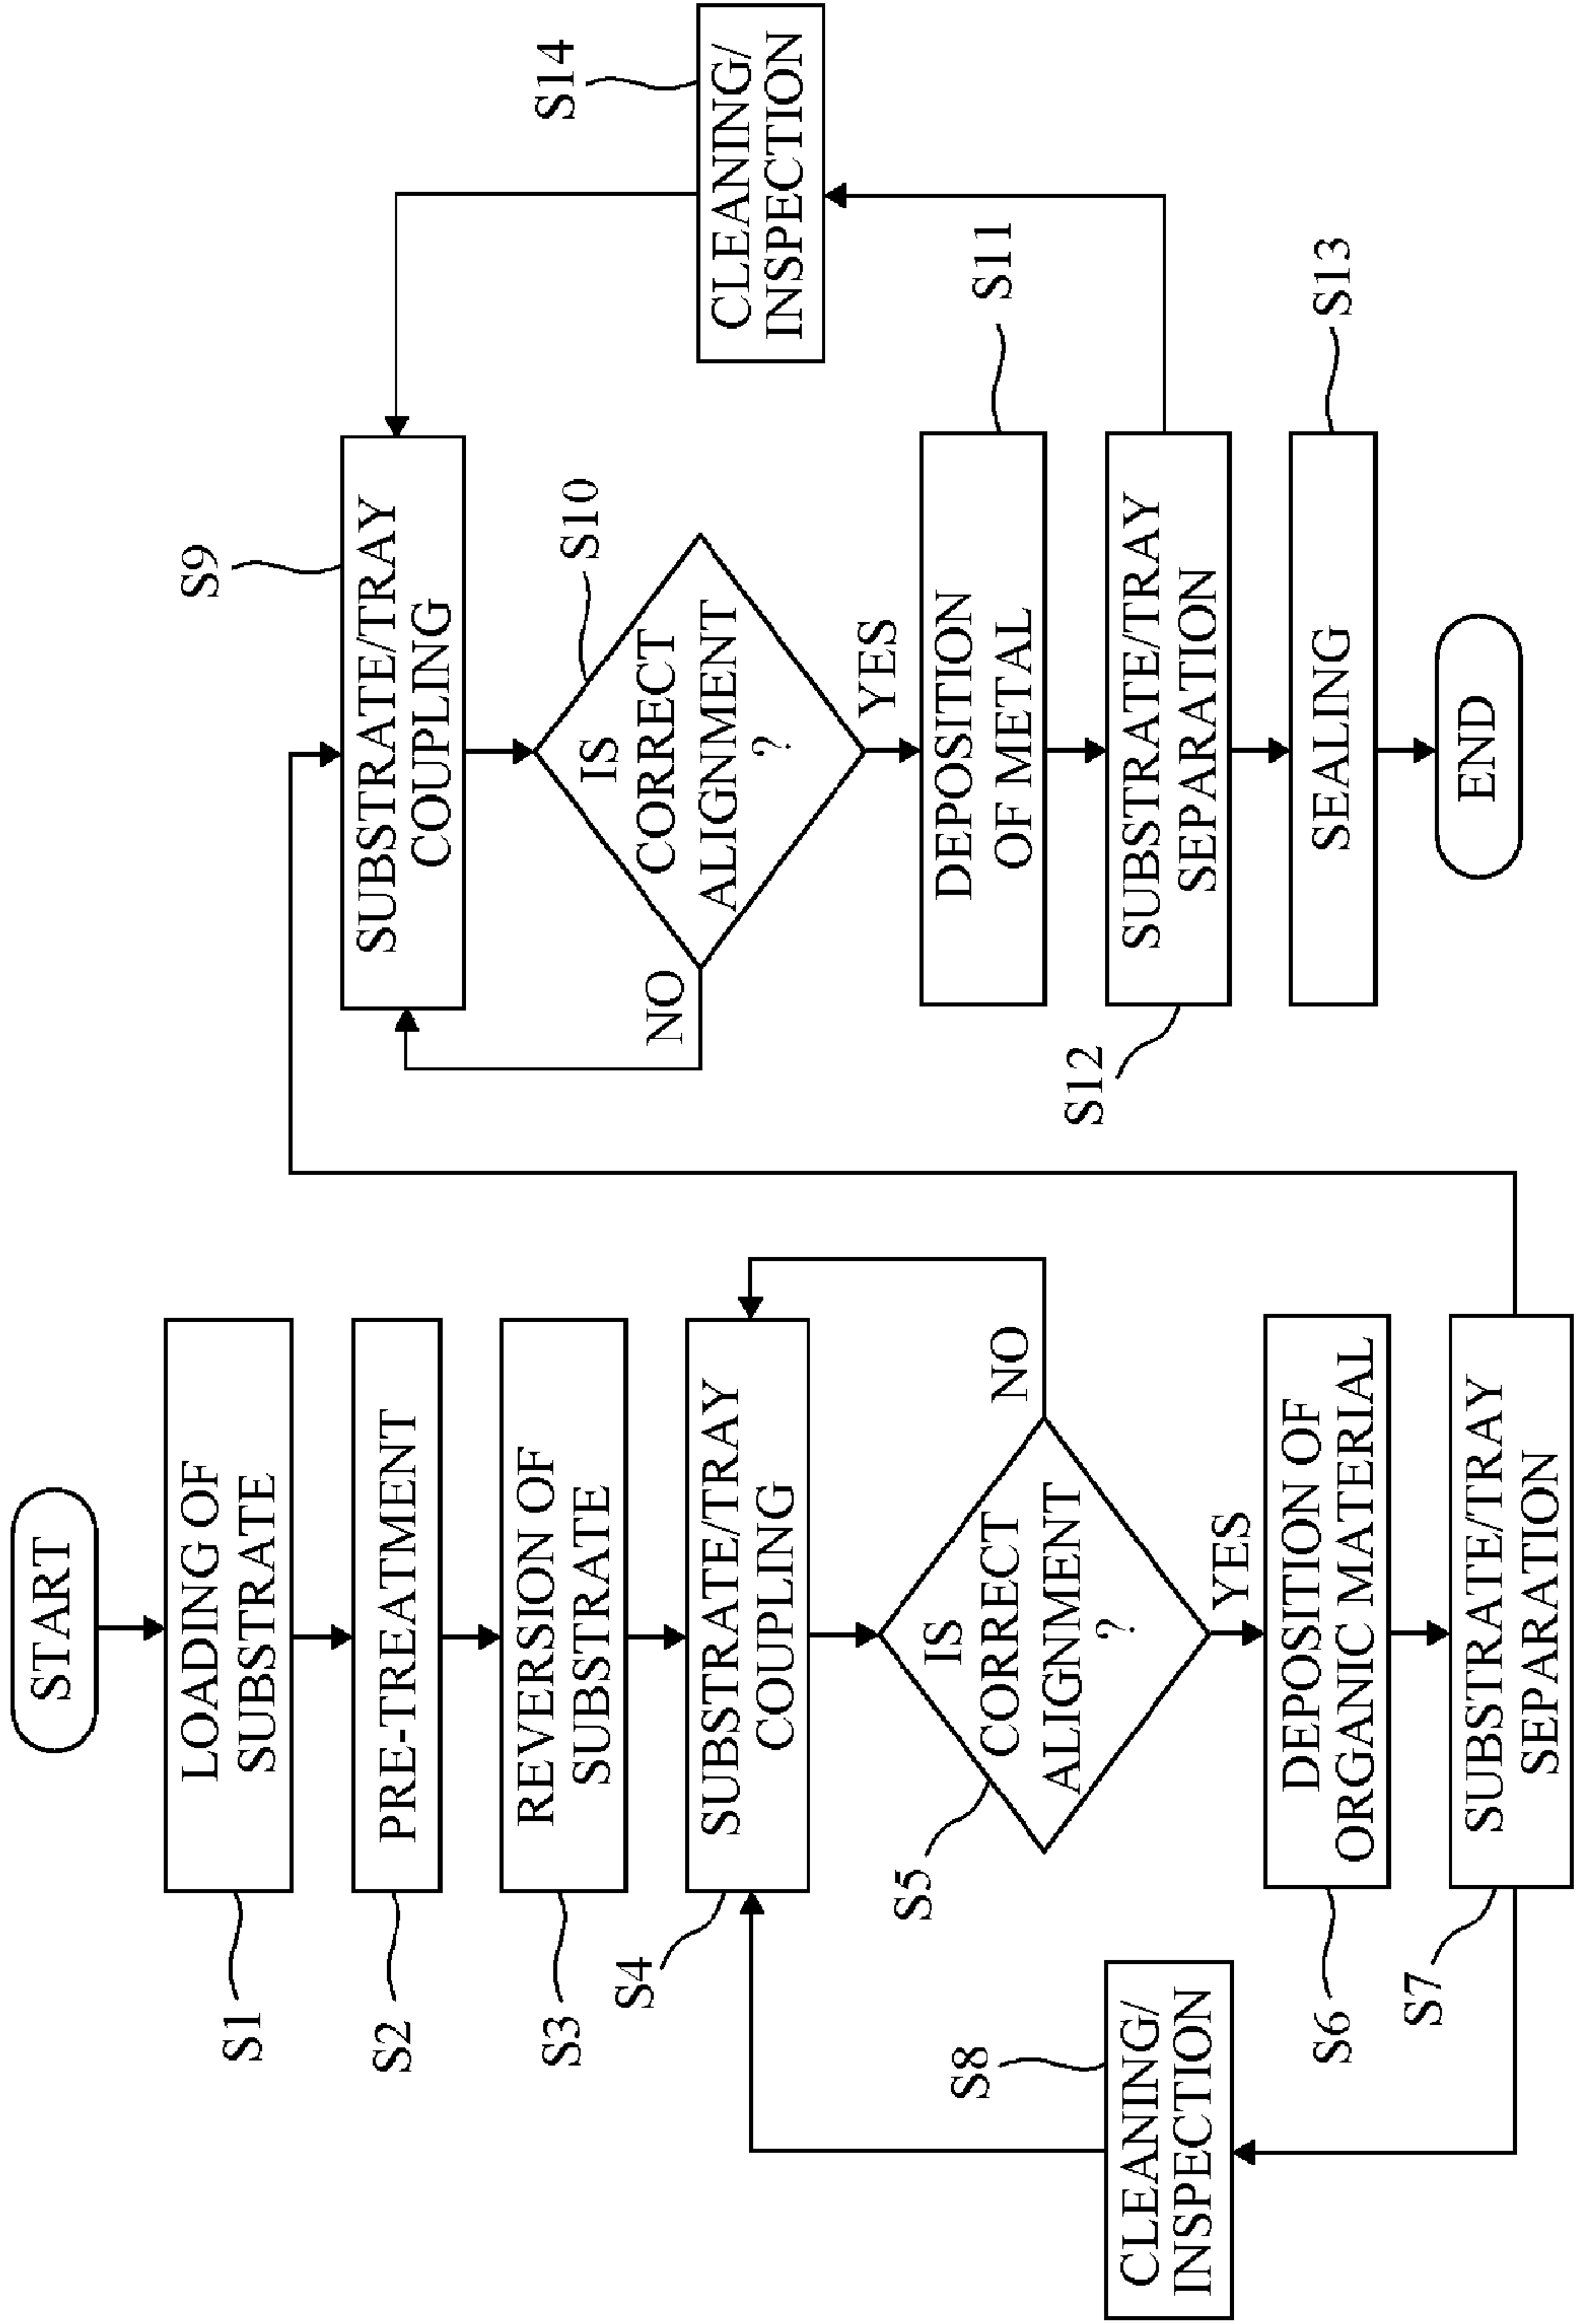 START
LOADING OF
SUBSTRATE
S1
PRE-TREATMENT
S2
REVERSION OF
SUBSTRATE
S3
SUBSTRATE/TRAY
COUPLING
S4
IS
CORRECT
ALIGNMENT
?
S5
NO
YES
DEPOSITION OF
ORGANIC MATERIAL
S6
SUBSTRATE/TRAY
SEPARATION
S7
CLEANING/
INSPECTION
S8
SUBSTRATE/TRAY
COUPLING
S9
IS
CORRECT
ALIGNMENT
?
S10
NO
YES
DEPOSITION
OF METAL
S11
SUBSTRATE/TRAY
SEPARATION
S12
SEALING
S13
END
CLEANING/
INSPECTION
S14